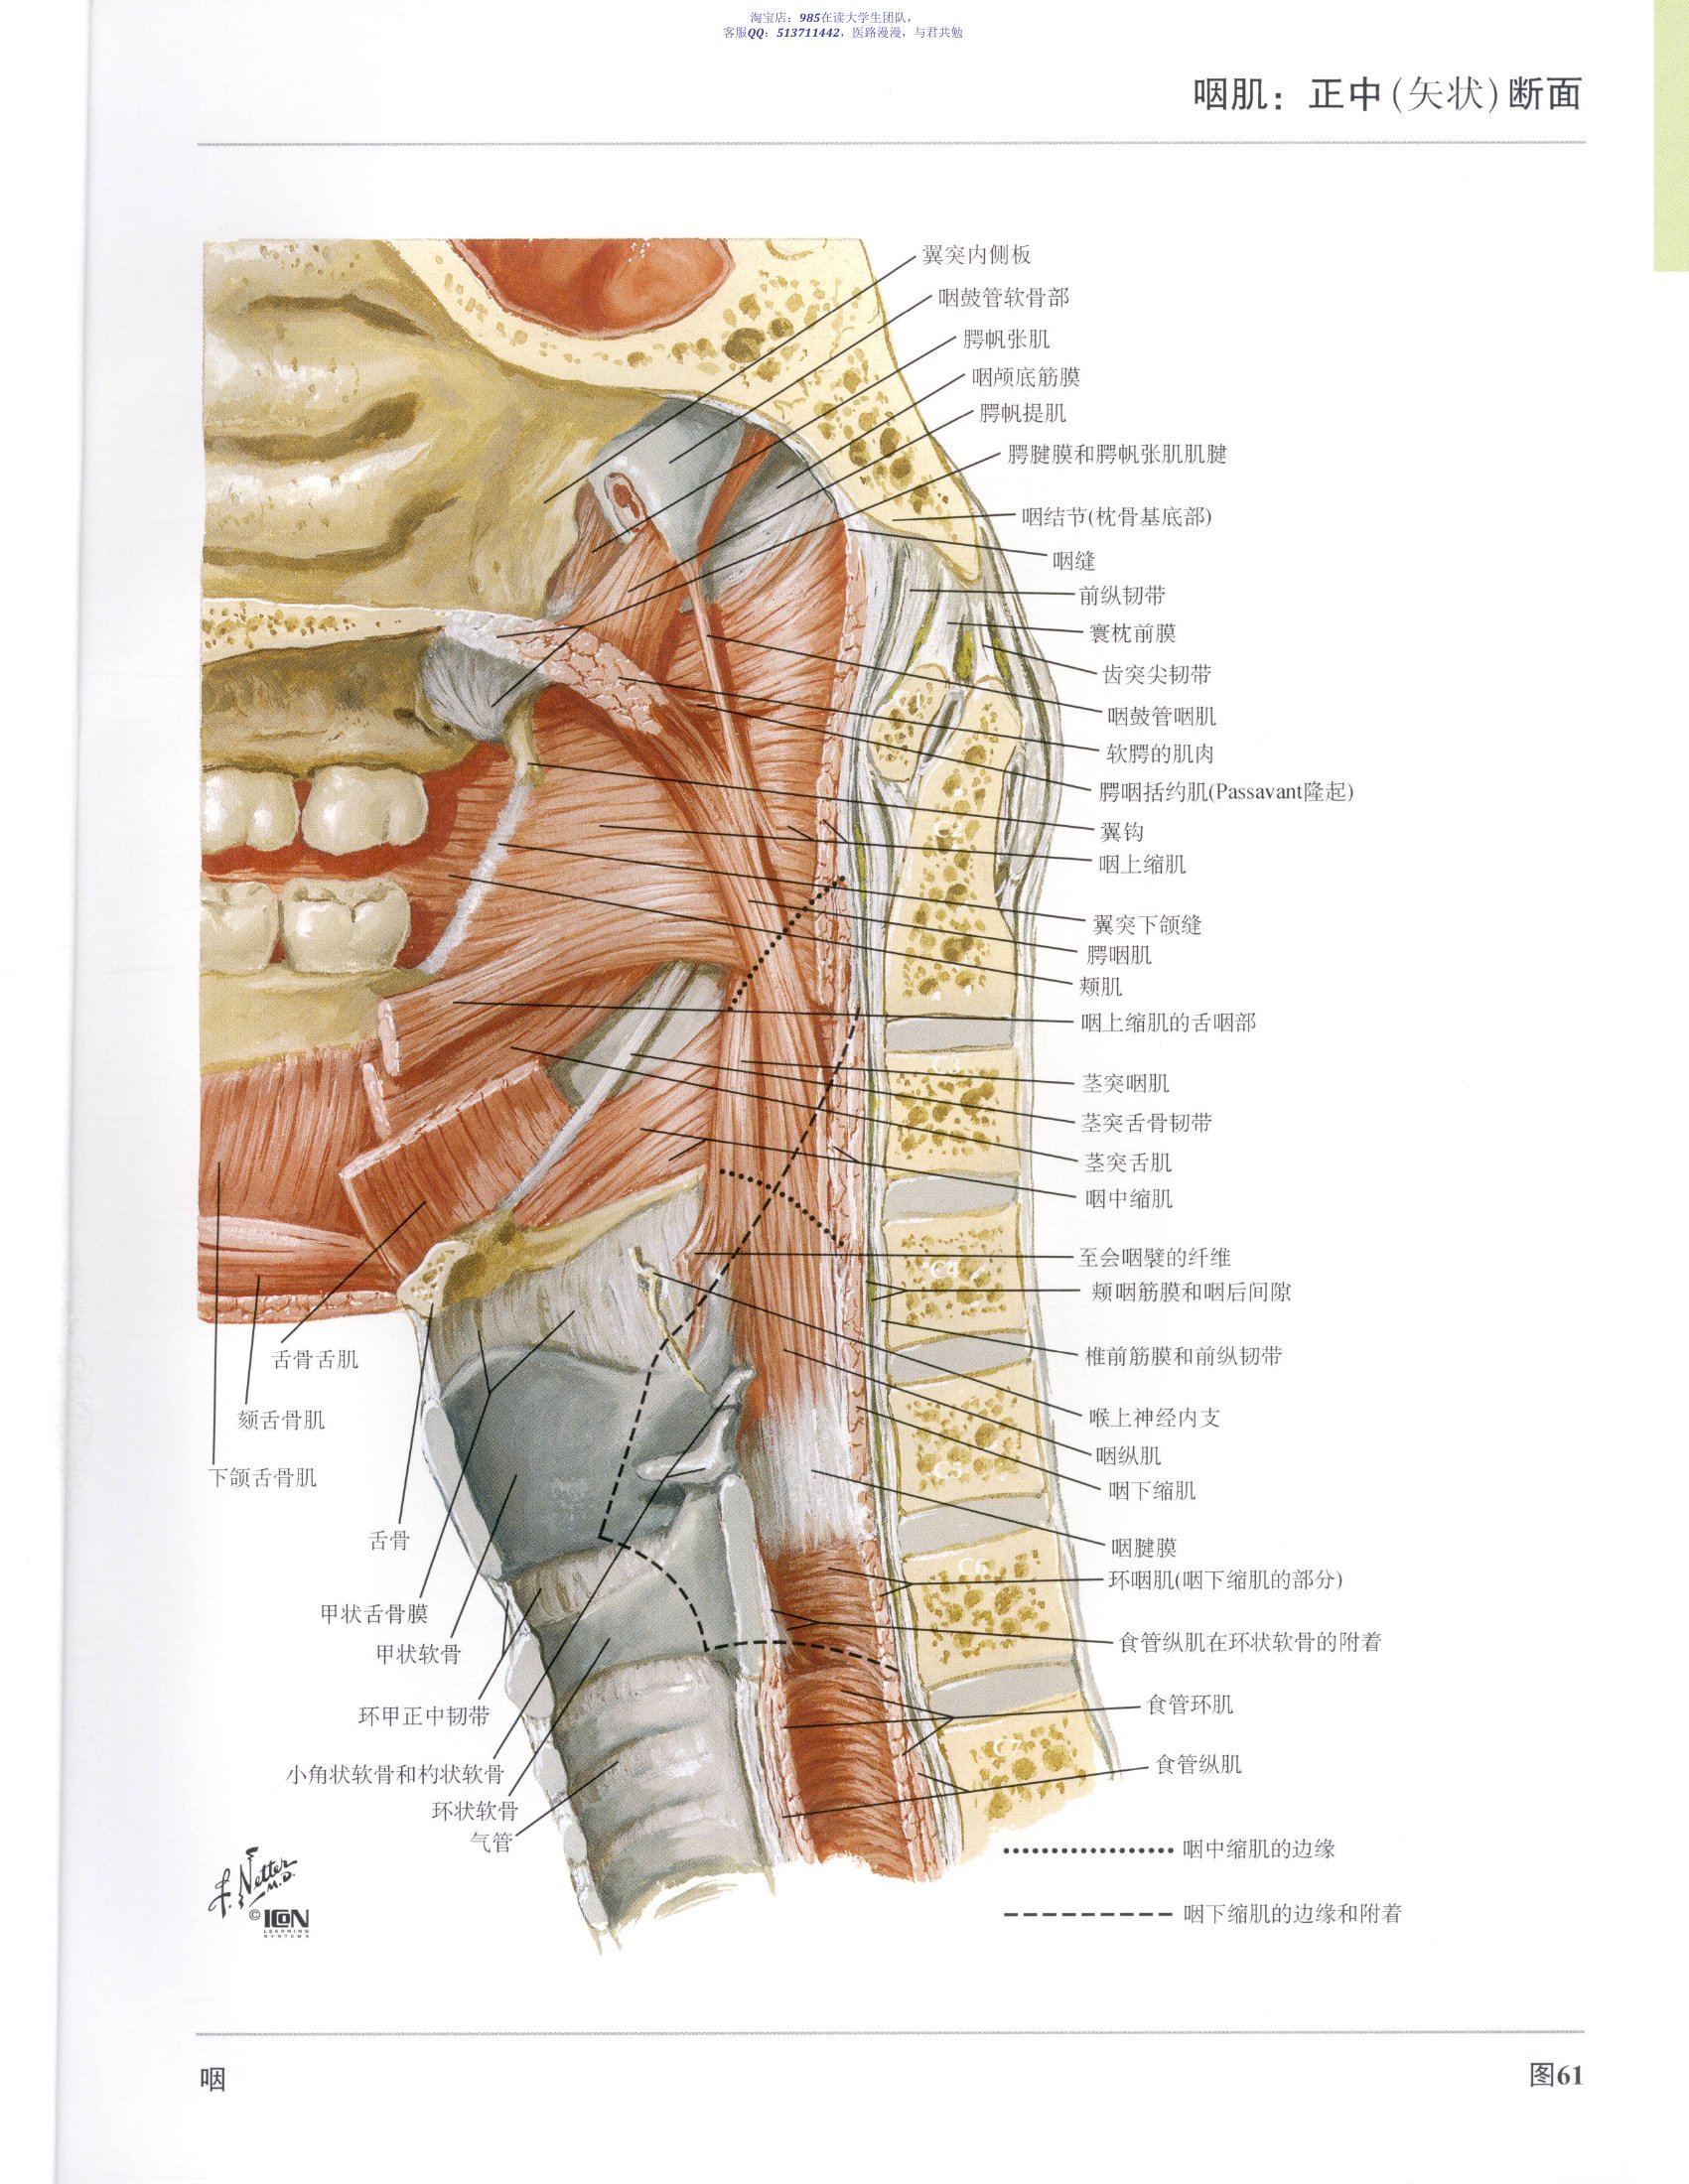 淘宝店：985在读大学生团队，
客服QQ：513711442，医路漫漫，与君共勉
咽肌：正中(矢状)断面
翼突内侧板
咽鼓管软骨部
腭帆张肌
咽颅底筋膜
腭帆提肌
腭腱膜和腭帆张肌肌腱
咽结节(枕骨基底部)
咽缝
前纵韧带
寰枕前膜
齿突尖韧带
咽鼓管咽肌
软腭的肌肉
腭咽括约肌(Passavant隆起)
翼钩
咽上缩肌
翼突下颌缝
腭咽肌
颊肌
咽上缩肌的舌咽部
茎突咽肌
茎突舌骨韧带
茎突舌肌
咽中缩肌
至会咽襞的纤维
颊咽筋膜和咽后间隙
椎前筋膜和前纵韧带
喉上神经内支
咽纵肌
咽下缩肌
咽腱膜
环咽肌(咽下缩肌的部分)
食管纵肌在环状软骨的附着
食管环肌
食管纵肌
C1
C2
C3
C4
C5
C6
C7
舌骨舌肌
颏舌骨肌
下颌舌骨肌
舌骨
甲状舌骨膜
甲状软骨
环甲正中韧带
小角状软骨和杓状软骨
环状软骨
气管
咽中缩肌的边缘
咽下缩肌的边缘和附着
F. Netter
M.D.
© ICON
LEARNING
SYSTEMS
咽
图61